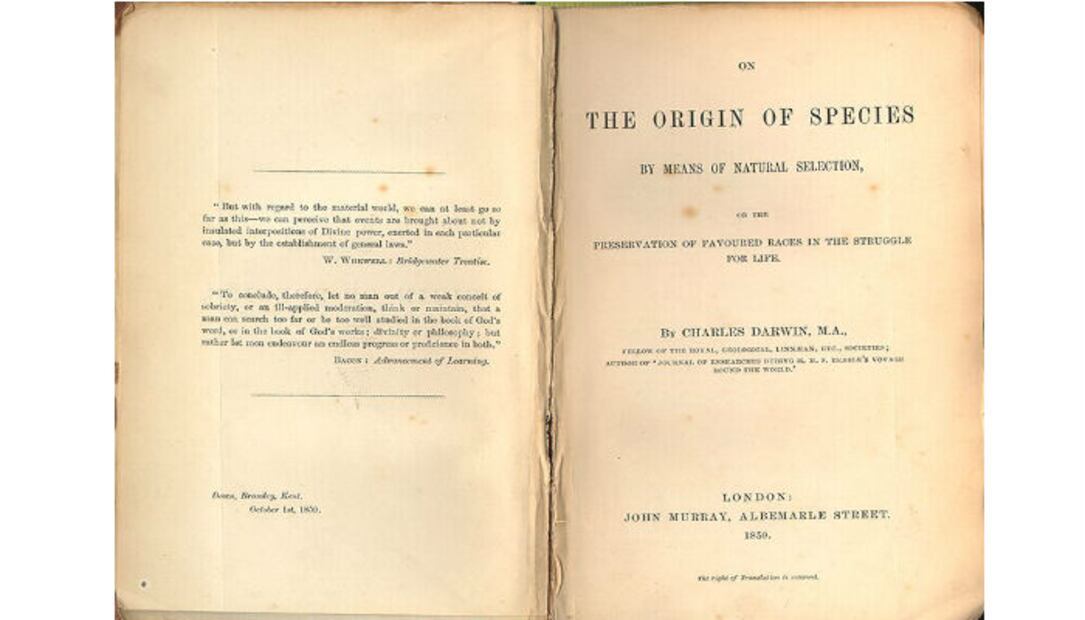 “ But with regard to the material world, we can at least go so
far as this—we can perceive that events are brought about not by
insulated interpositions of Divine power, exerted in each particular
case, but by the establishment of general laws.”
W. WHEWELL : Bridgewater Treatise.
“ To conclude, therefore, let no man out of a weak conceit of
sobriety, or an ill-applied moderation, think or maintain, that a
man can search too far or be too well studied in the book of God’s
word, or in the book of God’s works ; divinity or philosophy ; but
rather let men endeavour an endless progress or proficience in both.”
BACON : Advancement of Learning.
Down, Bromley, Kent.
October 1st, 1859.
ON
THE ORIGIN OF SPECIES
BY MEANS OF NATURAL SELECTION,
OR THE
PRESERVATION OF FAVOURED RACES IN THE STRUGGLE
FOR LIFE.
BY CHARLES DARWIN, M.A.,
FELLOW OF THE ROYAL, GEOLOGICAL, LINNÆAN, ETC., SOCIETIES ;
AUTHOR OF ‘JOURNAL OF RESEARCHES DURING H. M. S. BEAGLE’S VOYAGE
ROUND THE WORLD.’
LONDON:
JOHN MURRAY, ALBEMARLE STREET.
1859.
The right of Translation is reserved.